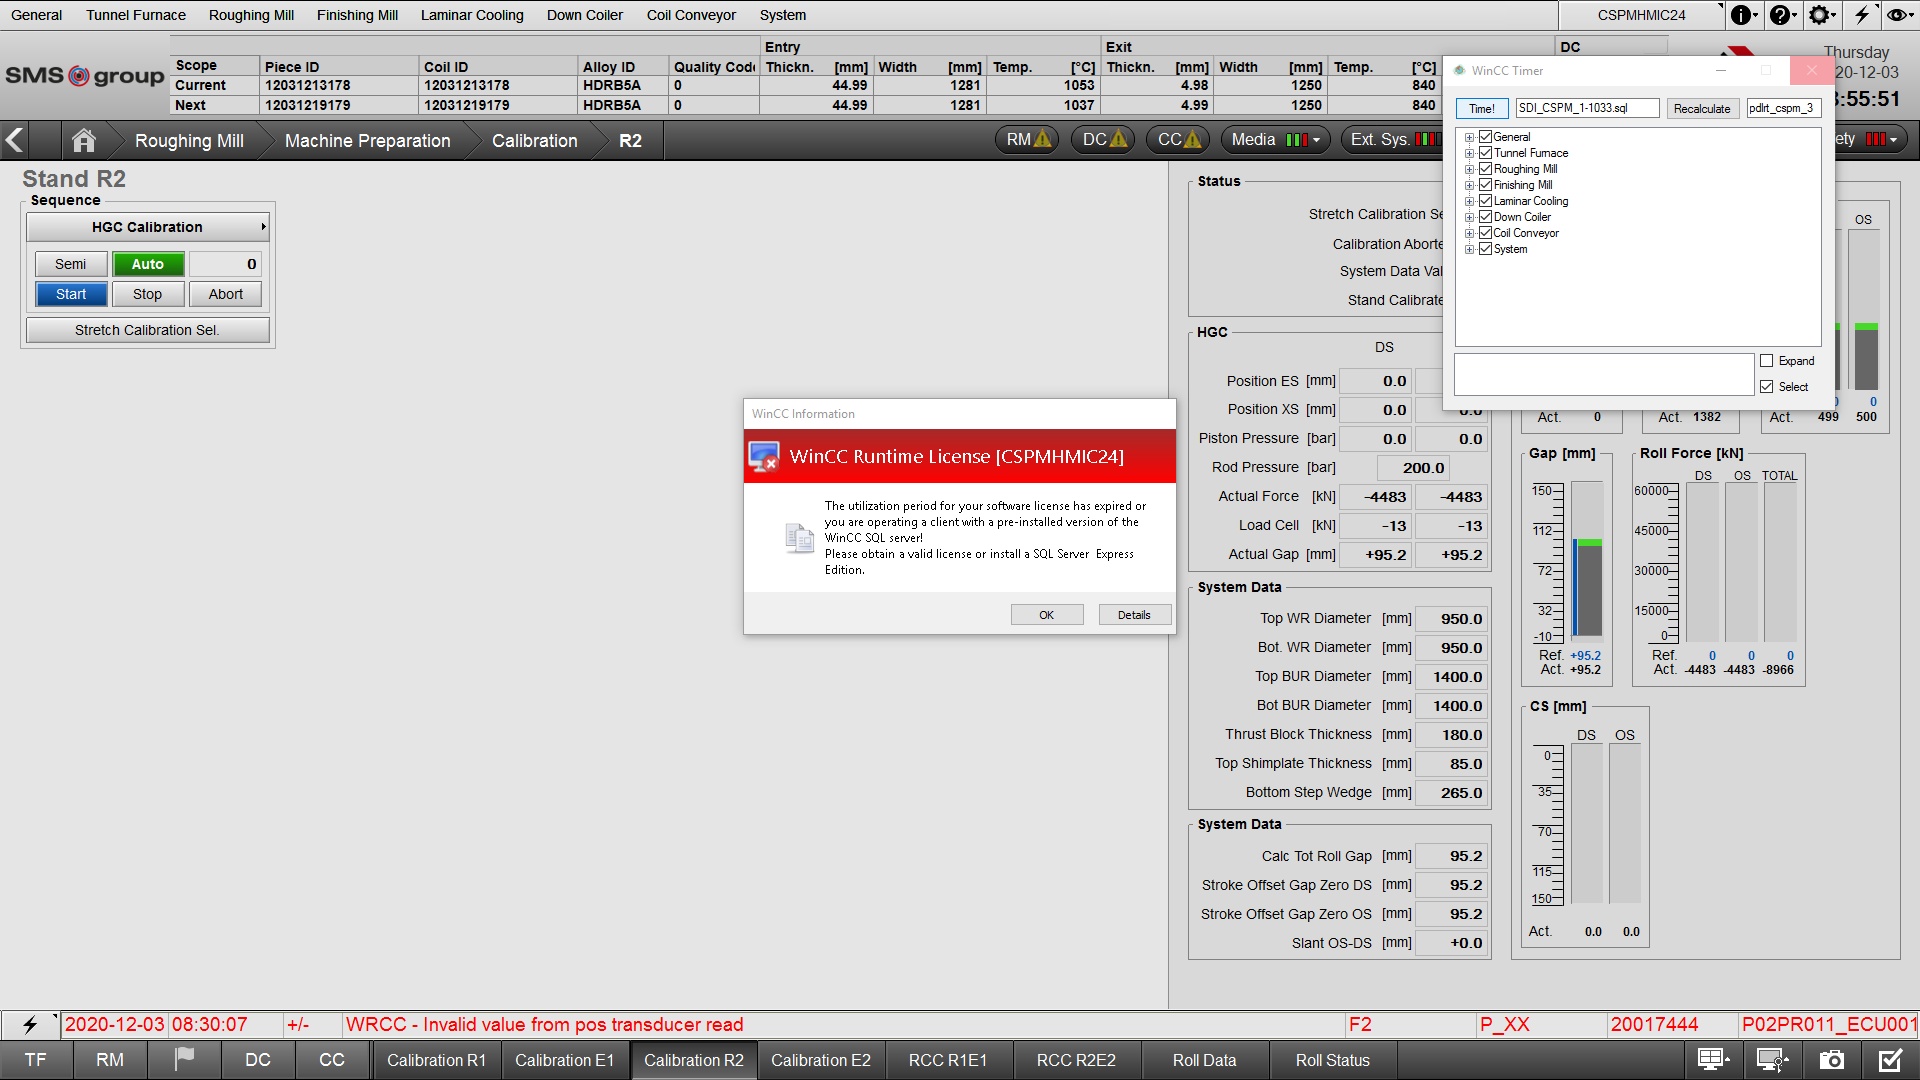 General Tunnel Furnace Roughing Mill Finishing Mill Laminar Cooling Down Coiler Coil Conveyor System CSPMHMIC24
SMS group
Entry Exit DC
Scope Piece ID Coil ID Alloy ID Quality Code Thickn. [mm] Width [mm] Temp. [°C] Thickn. [mm] Width [mm] Temp. [°C]
Current 12031213178 12031213178 HDRB5A 0 44.99 1281 1053 4.98 1250 840
Next 12031219179 12031219179 HDRB5A 0 44.99 1281 1037 4.99 1250 840
Thursday
20-12-03
:55:51
Roughing Mill Machine Preparation Calibration R2 RM DC CC Media Ext. Sys. ety
WinCC Timer
Time! SDI_CSPM_1-1033.sql Recalculate pdlrt_cspm_3
General
Tunnel Furnace
Roughing Mill
Finishing Mill
Laminar Cooling
Down Coiler
Coil Conveyor
System
Expand
Select
Stand R2
Sequence
HGC Calibration
Semi Auto 0
Start Stop Abort
Stretch Calibration Sel.
WinCC Information
WinCC Runtime License [CSPMHMIC24]
The utilization period for your software license has expired or
you are operating a client with a pre-installed version of the
WinCC SQL server!
Please obtain a valid license or install a SQL Server Express
Edition.
OK Details
Status
Stretch Calibration Se
Calibration Aborte
System Data Val
Stand Calibrate
HGC
DS
Position ES [mm] 0.0
Position XS [mm] 0.0 0.0
Piston Pressure [bar] 0.0 0.0
Rod Pressure [bar] 200.0
Actual Force [kN] -4483 -4483
Load Cell [kN] -13 -13
Actual Gap [mm] +95.2 +95.2
System Data
Top WR Diameter [mm] 950.0
Bot. WR Diameter [mm] 950.0
Top BUR Diameter [mm] 1400.0
Bot BUR Diameter [mm] 1400.0
Thrust Block Thickness [mm] 180.0
Top Shimplate Thickness [mm] 85.0
Bottom Step Wedge [mm] 265.0
System Data
Calc Tot Roll Gap [mm] 95.2
Stroke Offset Gap Zero DS [mm] 95.2
Stroke Offset Gap Zero OS [mm] 95.2
Slant OS-DS [mm] +0.0
OS
0 0
Act. 0 Act. 1382 Act. 499 500
Gap [mm]
150
112
72
32
-10
Ref. +95.2
Act. +95.2
Roll Force [kN]
DS OS TOTAL
60000
45000
30000
15000
0
Ref. 0 0 0
Act. -4483 -4483 -8966
CS [mm]
DS OS
0
35
70
115
150
Act. 0.0 0.0
2020-12-03 08:30:07 +/- WRCC - Invalid value from pos transducer read F2 P_XX 20017444 P02PR011_ECU001
TF RM DC CC Calibration R1 Calibration E1 Calibration R2 Calibration E2 RCC R1E1 RCC R2E2 Roll Data Roll Status